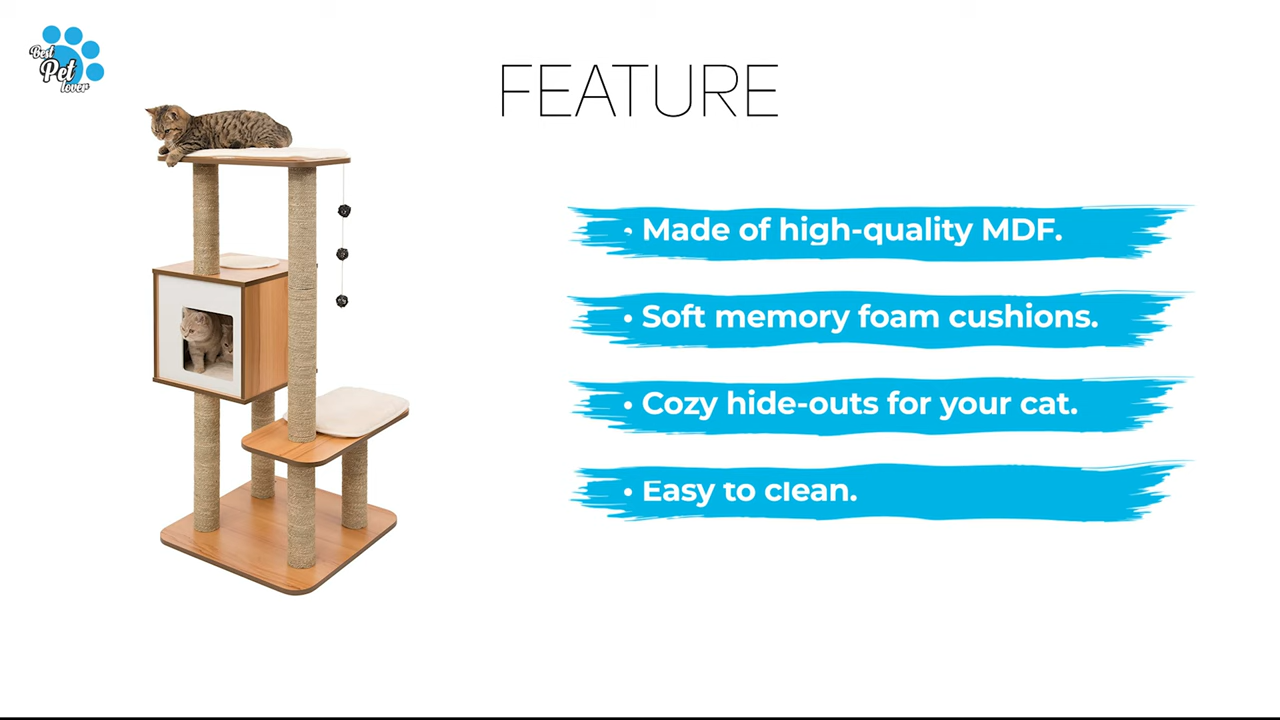 Best
Pet
lover
FEATURE
• Made of high-quality MDF.
• Soft memory foam cushions.
• Cozy hide-outs for your cat.
• Easy to clean.